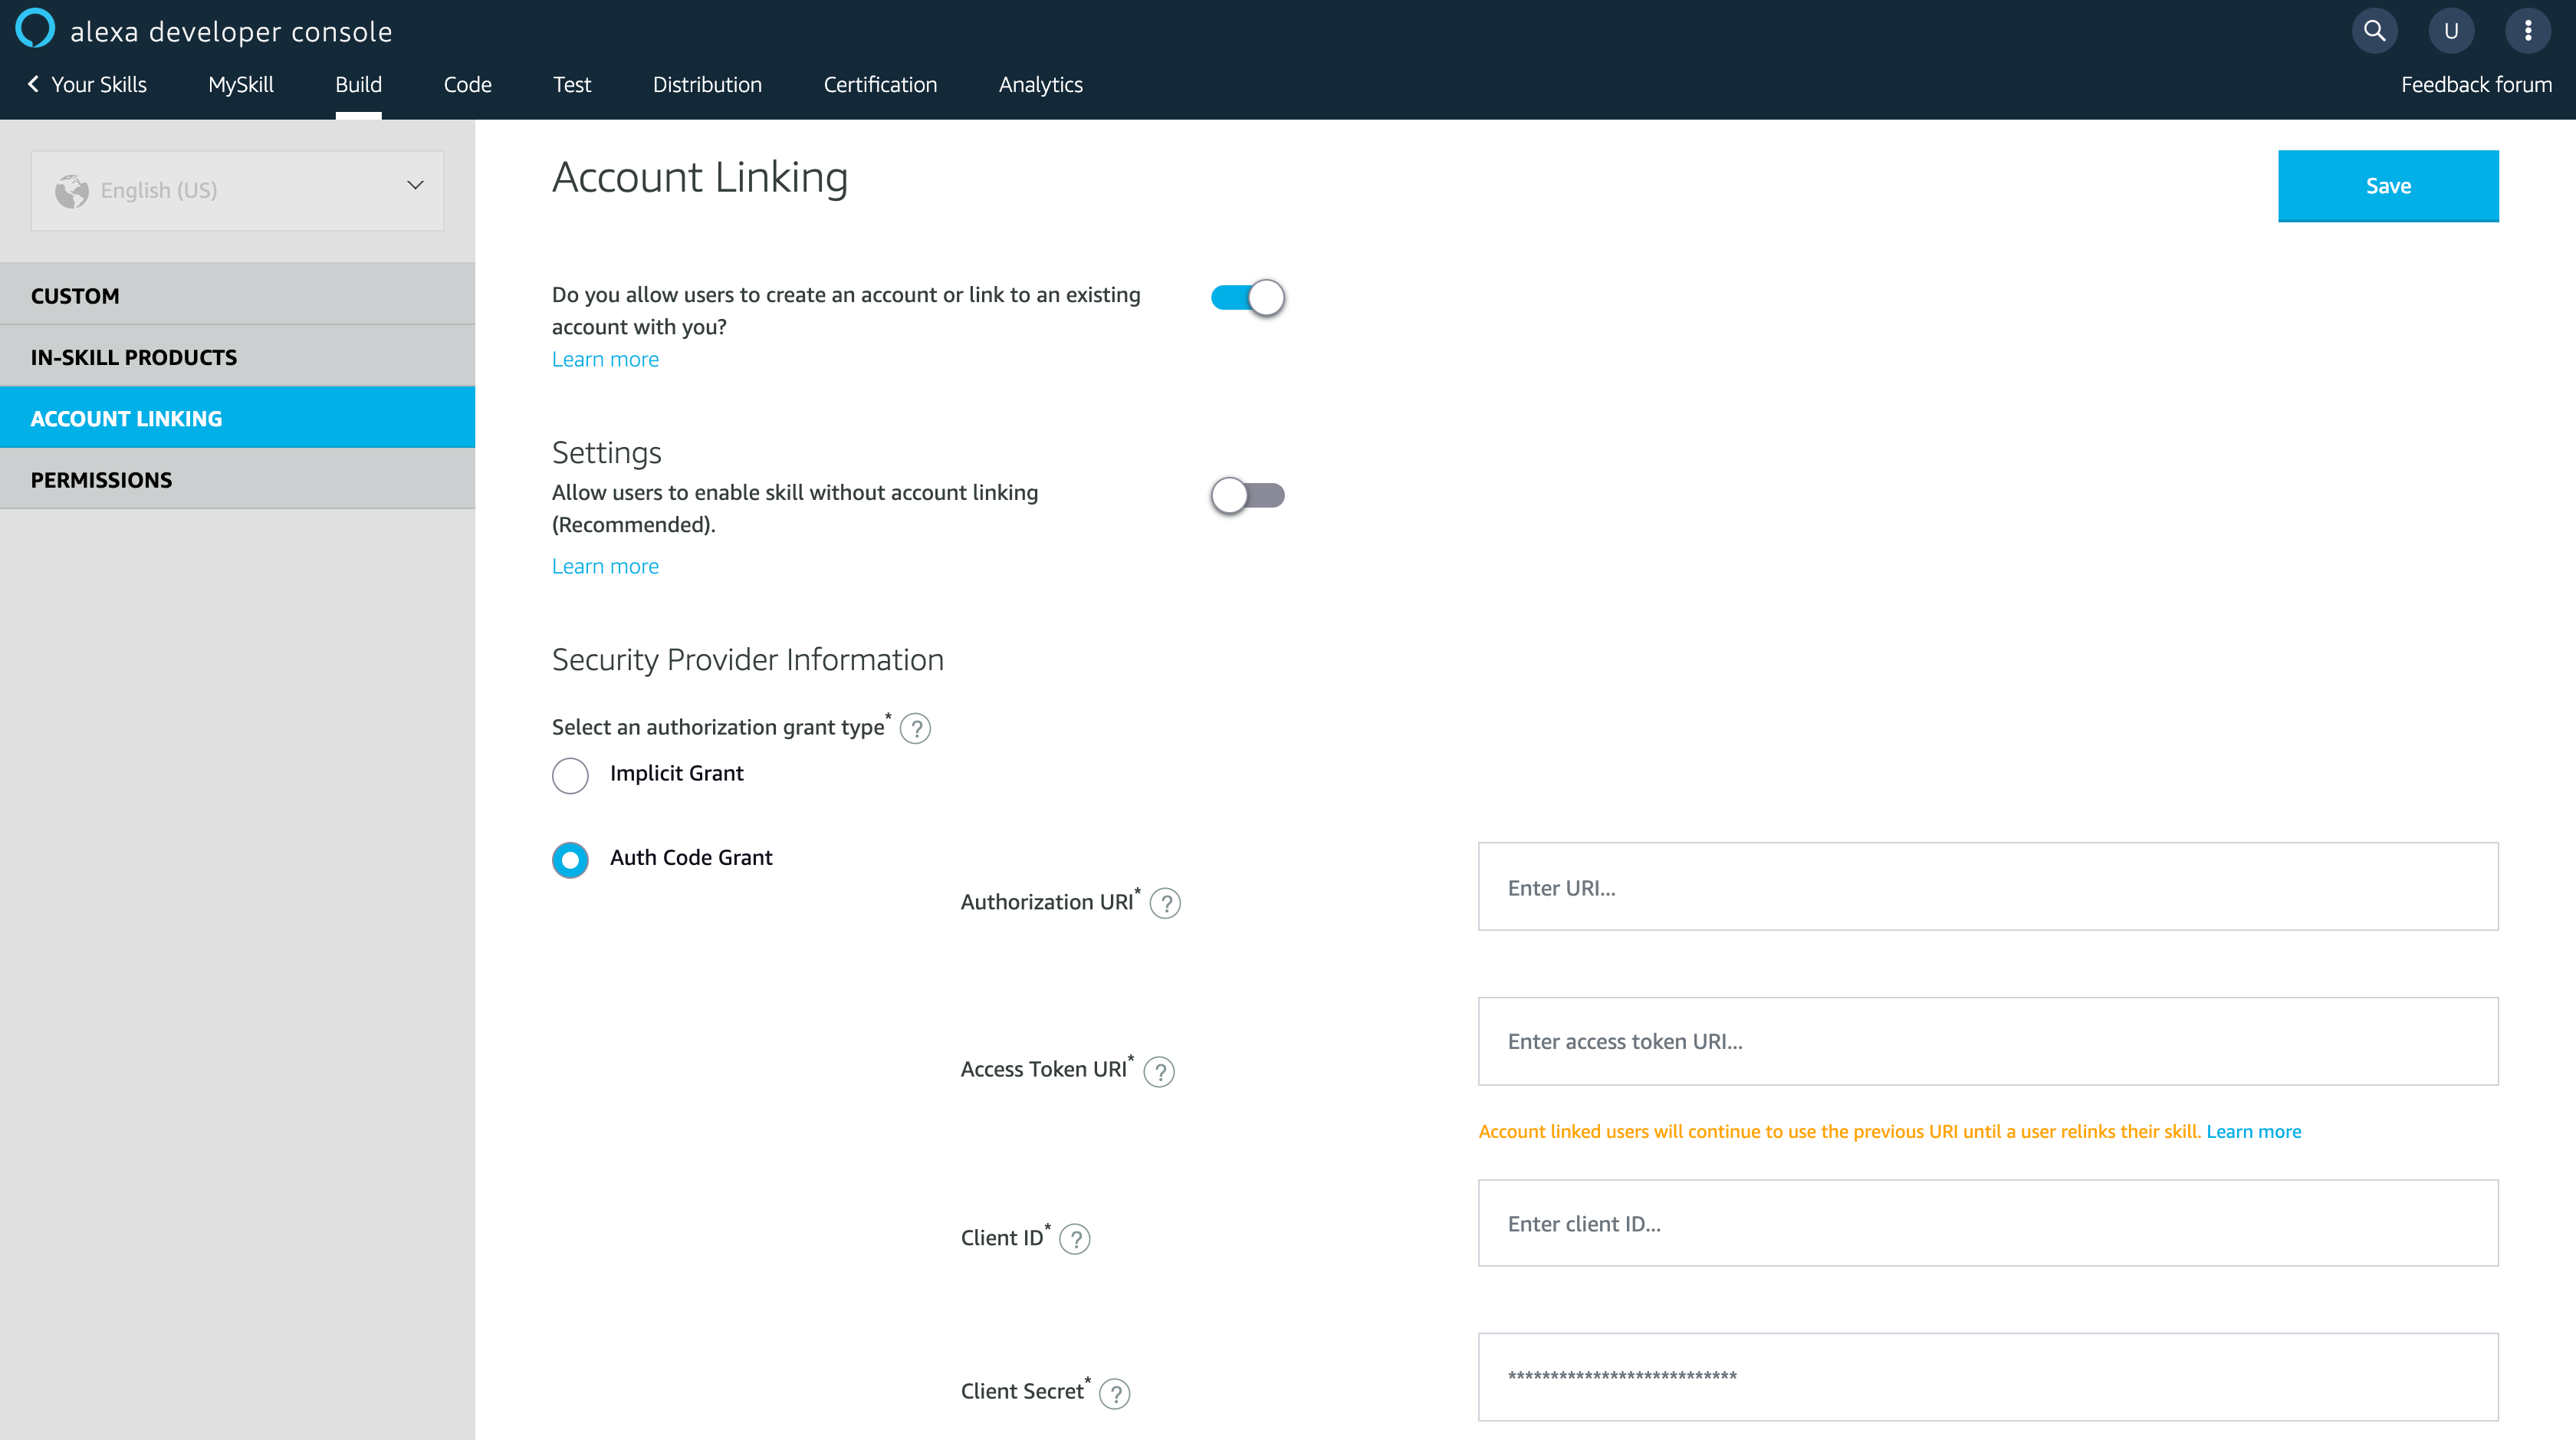 alexa developer console
U
Your Skills
MySkill
Build
Code
Test
Distribution
Certification
Analytics
Feedback forum
English (US)
CUSTOM
IN-SKILL PRODUCTS
ACCOUNT LINKING
PERMISSIONS
Account Linking
Save
Do you allow users to create an account or link to an existing
account with you?
Learn more
Settings
Allow users to enable skill without account linking
(Recommended).
Learn more
Security Provider Information
Select an authorization grant type* ?
Implicit Grant
Auth Code Grant
Authorization URI* ?
Enter URI...
Access Token URI* ?
Enter access token URI...
Account linked users will continue to use the previous URI until a user relinks their skill. Learn more
Client ID* ?
Enter client ID...
Client Secret* ?
***************************